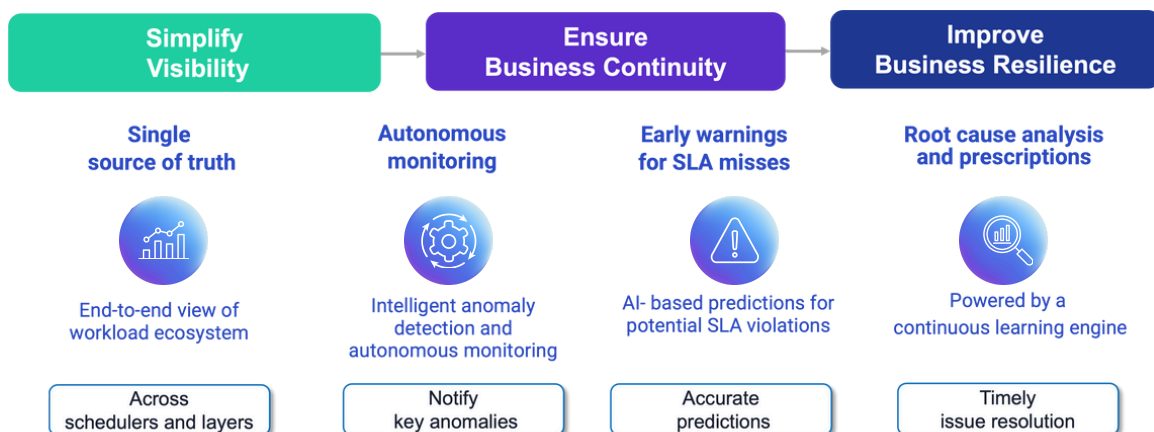 Simplify
Visibility
Ensure
Business Continuity
Improve
Business Resilience
Single
source of truth
Autonomous
monitoring
Early warnings
for SLA misses
Root cause analysis
and prescriptions
End-to-end view of
workload ecosystem
Intelligent anomaly
detection and
autonomous monitoring
AI- based predictions for
potential SLA violations
Powered by a
continuous learning engine
Across
schedulers and layers
Notify
key anomalies
Accurate
predictions
Timely
issue resolution